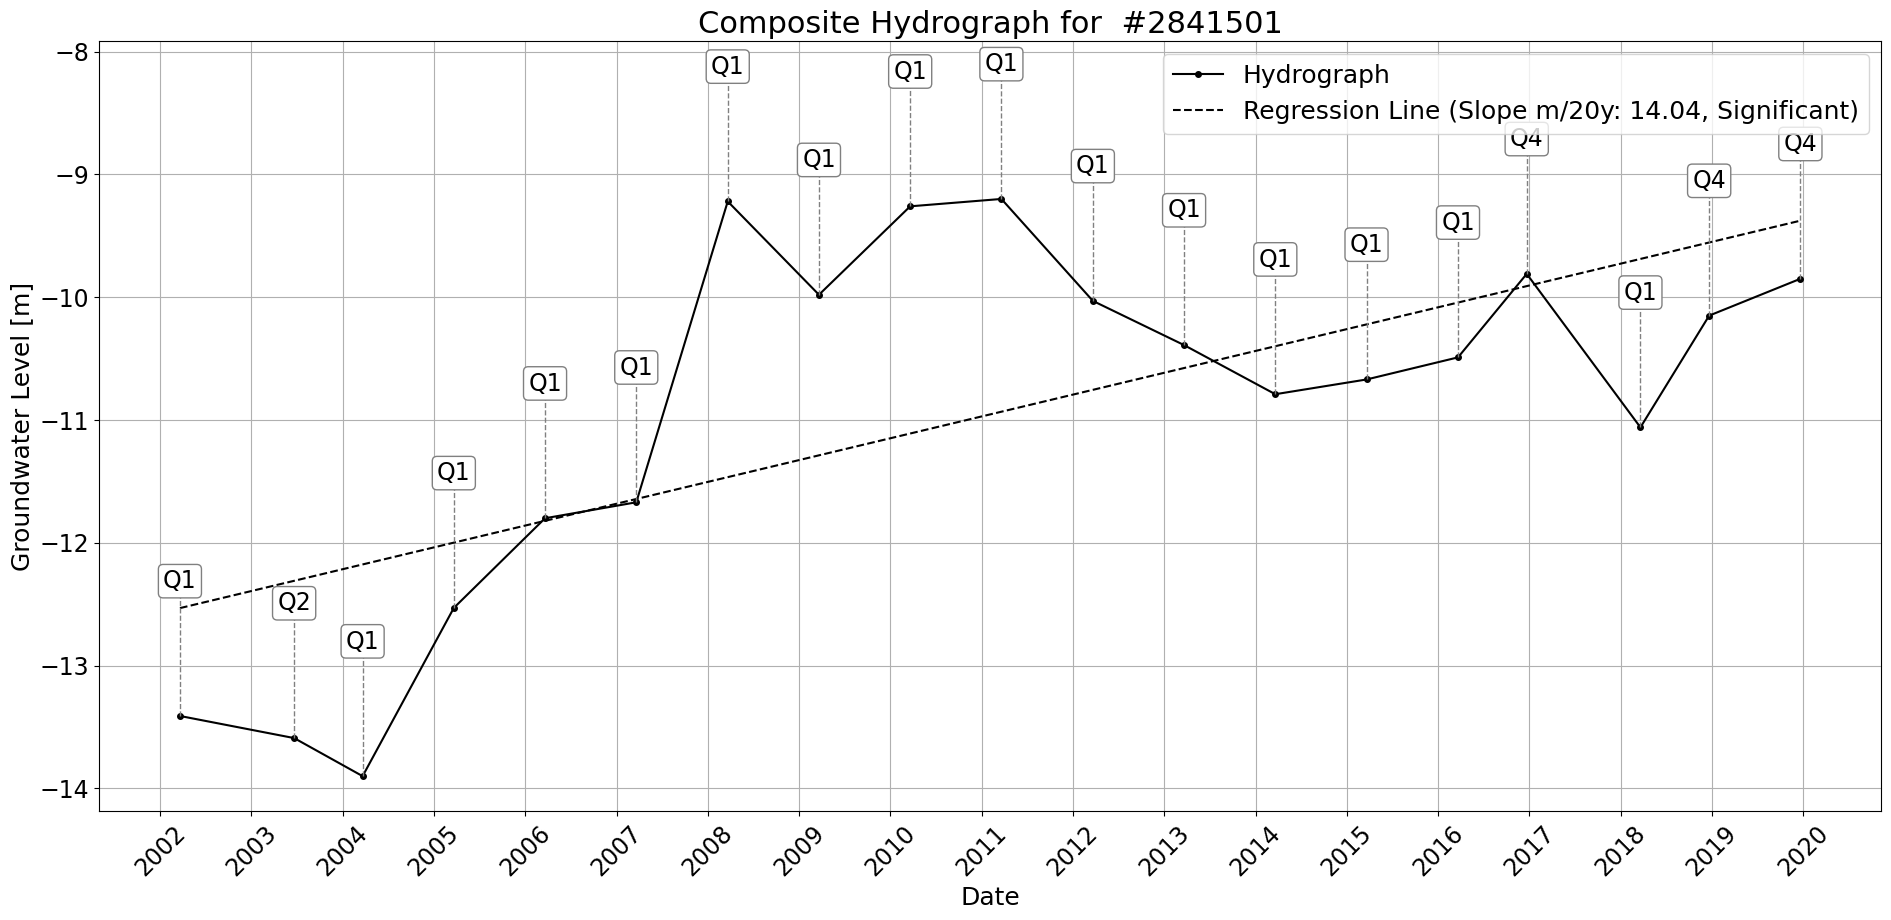 Composite Hydrograph for  #2841501
Hydrograph
Regression Line (Slope m/20y: 14.04, Significant)
Groundwater Level [m]
−8
−9
−10
−11
−12
−13
−14
Q1
Q2
Q1
Q1
Q1
Q1
Q1
Q1
Q1
Q1
Q1
Q1
Q1
Q1
Q1
Q4
Q1
Q4
Q4
2002
2003
2004
2005
2006
2007
2008
2009
2010
2011
2012
2013
2014
2015
2016
2017
2018
2019
2020
Date